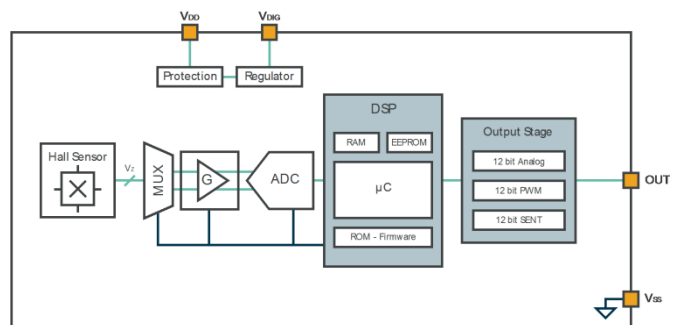 VDD
VDIG
Protection
Regulator
DSP
RAM
EEPROM
Output Stage
Hall Sensor
12 bit Analog
VZ
MUX
G
ADC
µC
12 bit PWM
OUT
12 bit SENT
ROM - Firmware
VSS